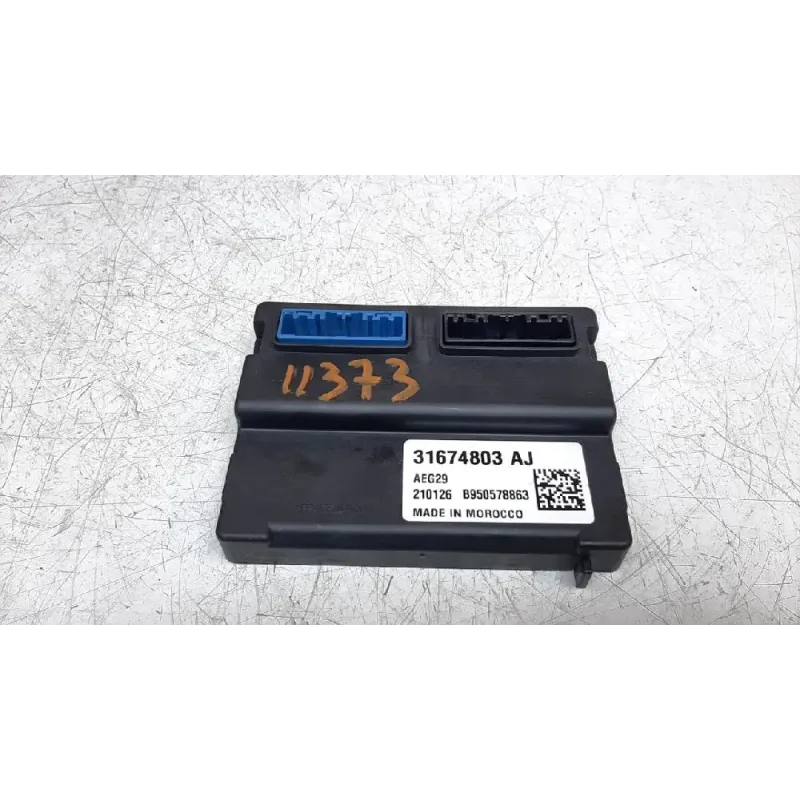 11373
31674803 AJ
AEG29
210126 B950578863
MADE IN MOROCCO